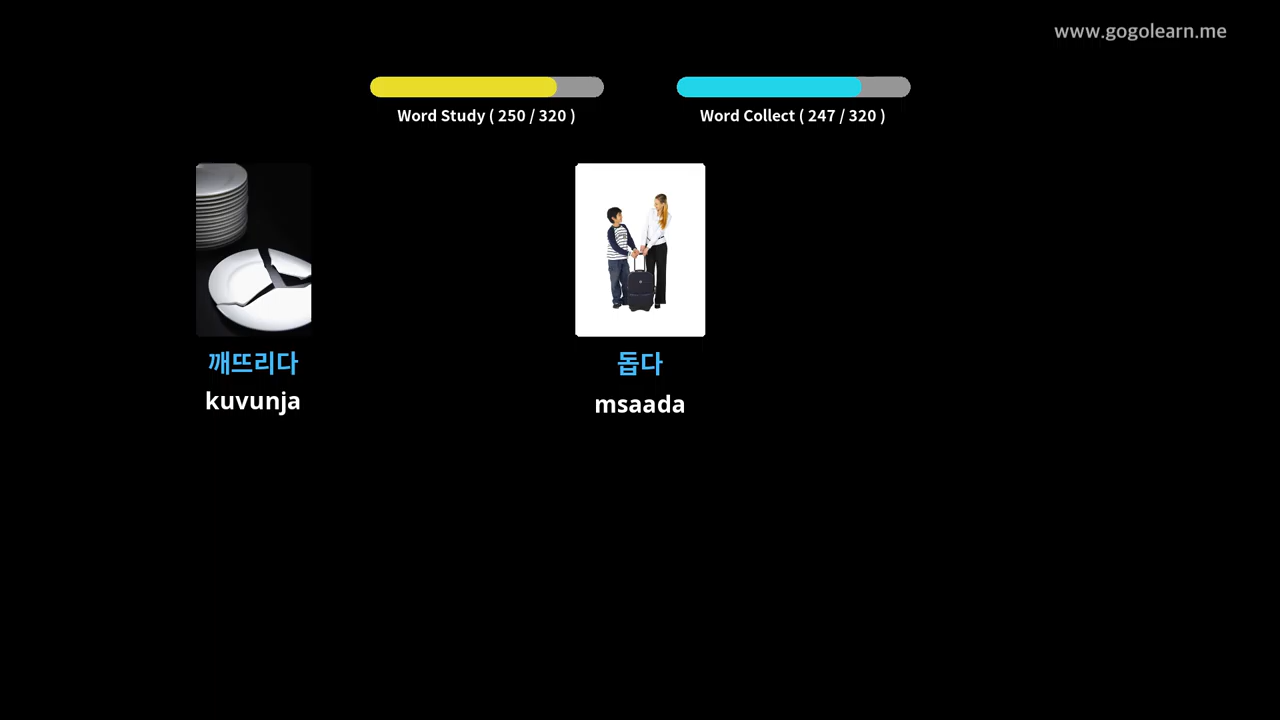 www.gogolearn.me
Word Study ( 250 / 320 )
Word Collect ( 247 / 320 )
깨뜨리다
kuvunja
돕다
msaada